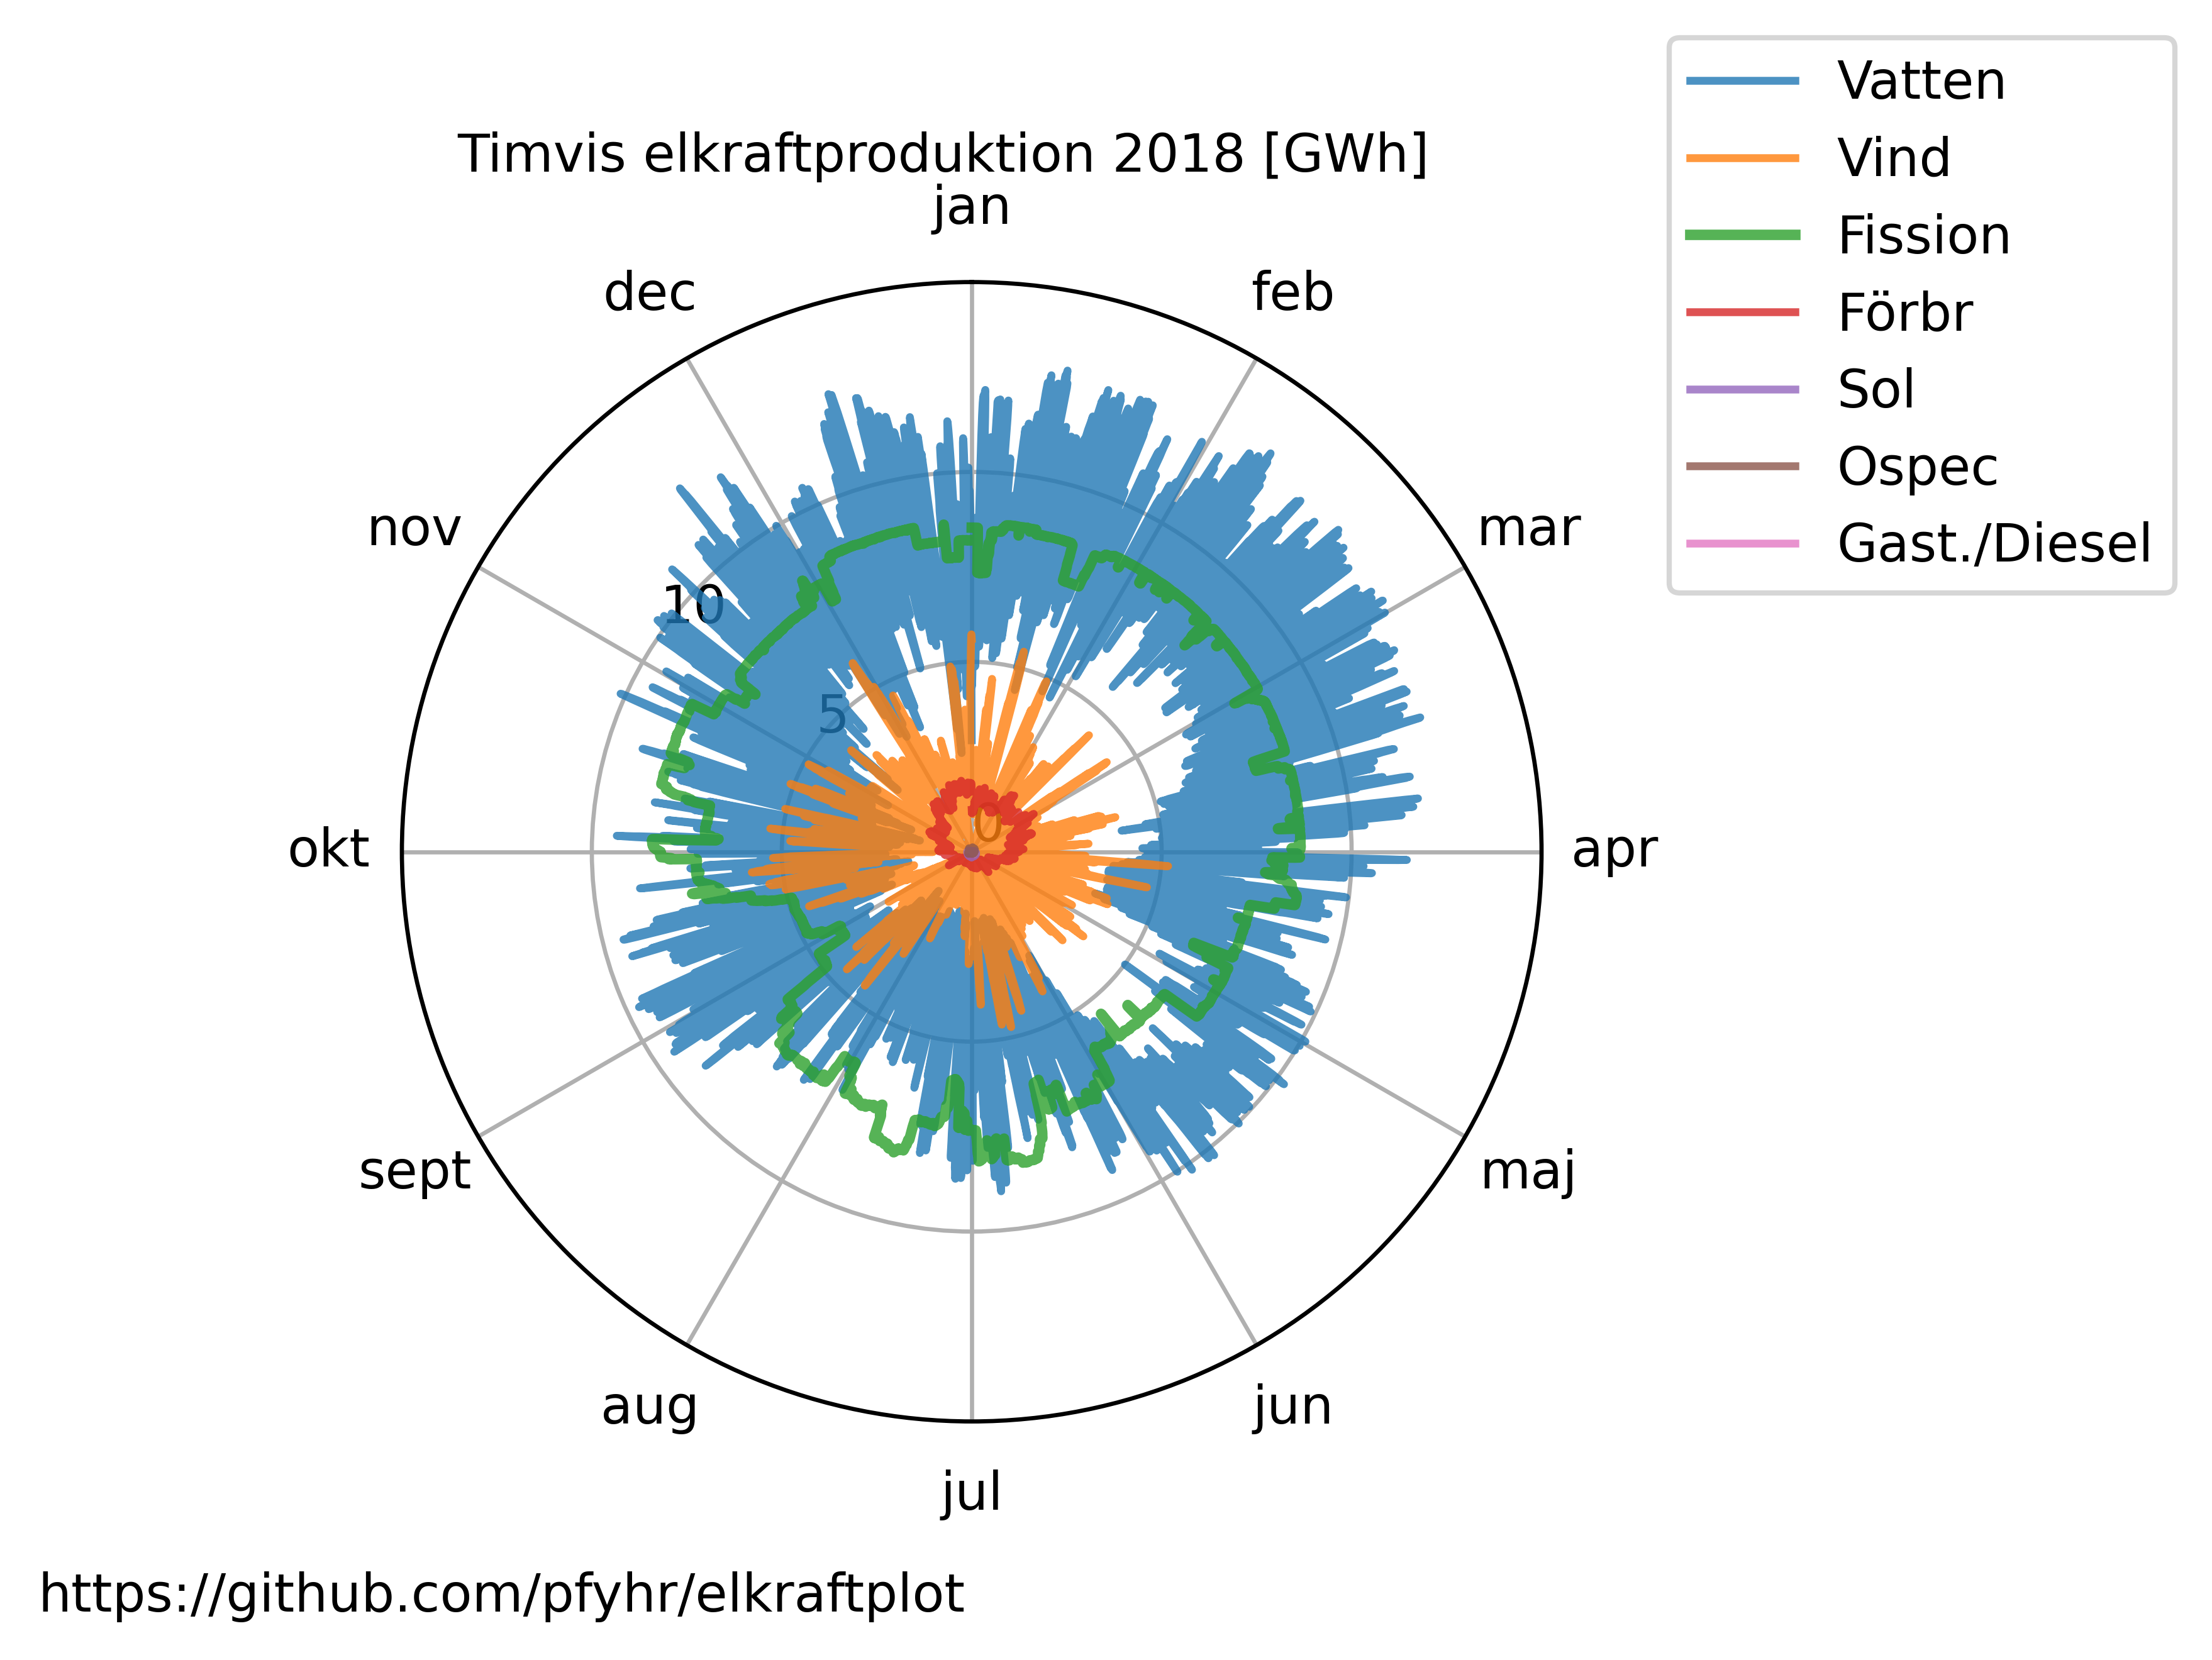 Timvis elkraftproduktion 2018 [GWh]
jan
feb
mar
apr
maj
jun
jul
aug
sept
okt
nov
dec
0
5
10
Vatten
Vind
Fission
Förbr
Sol
Ospec
Gast./Diesel
https://github.com/pfyhr/elkraftplot